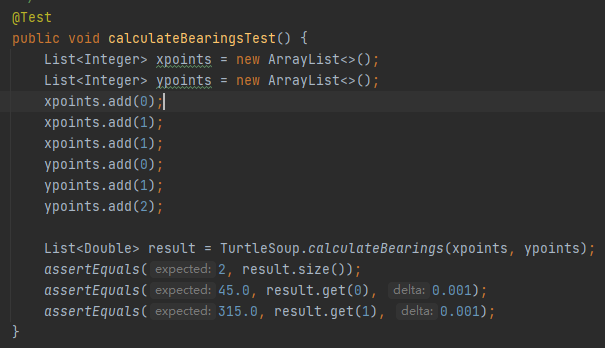 @Test
public void calculateBearingsTest() {
    List<Integer> xpoints = new ArrayList<>();
    List<Integer> ypoints = new ArrayList<>();
    xpoints.add(0);
    xpoints.add(1);
    xpoints.add(1);
    ypoints.add(0);
    ypoints.add(1);
    ypoints.add(2);

    List<Double> result = TurtleSoup.calculateBearings(xpoints, ypoints);
    assertEquals( expected: 2, result.size());
    assertEquals( expected: 45.0, result.get(0), delta: 0.001);
    assertEquals( expected: 315.0, result.get(1), delta: 0.001);
}